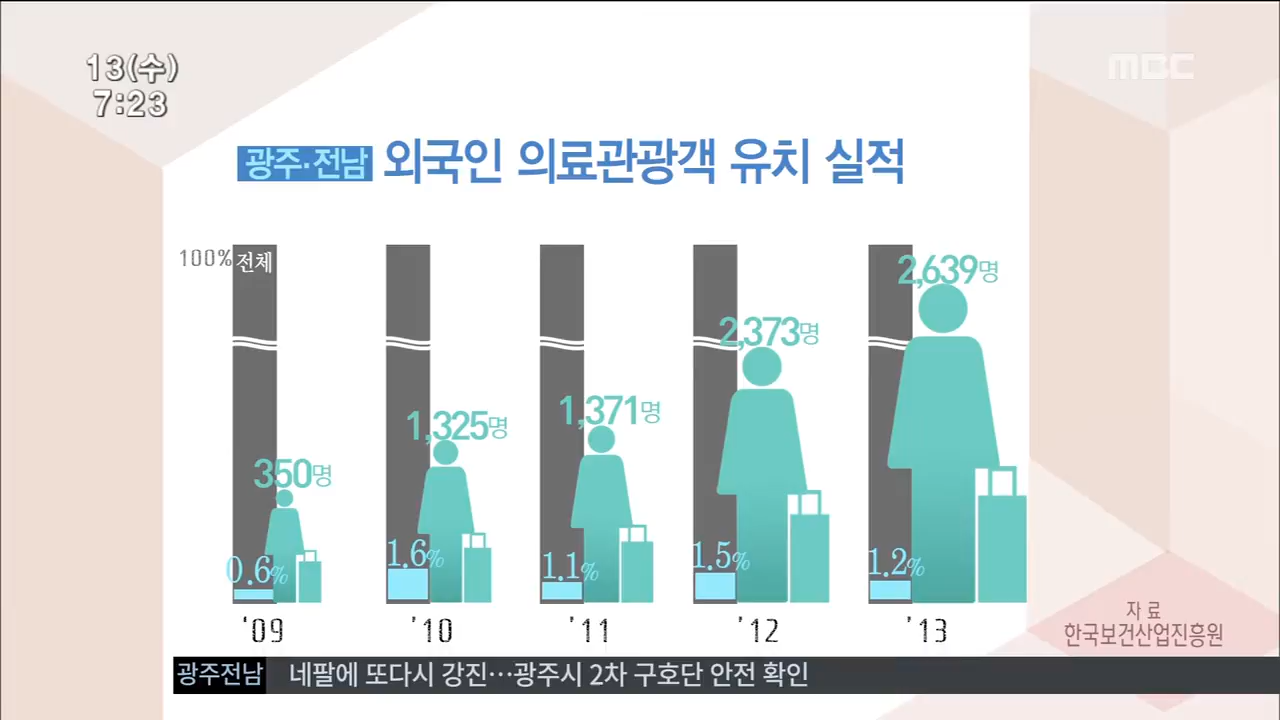 13(수)
7:23
MBC
광주·전남 외국인 의료관광객 유치 실적
100% 전체
350명
1,325명
1,371명
2,373명
2,639명
0.6%
1.6%
1.1%
1.5%
1.2%
'09
'10
'11
'12
'13
자료
한국보건산업진흥원
광주전남 네팔에 또다시 강진…광주시 2차 구호단 안전 확인